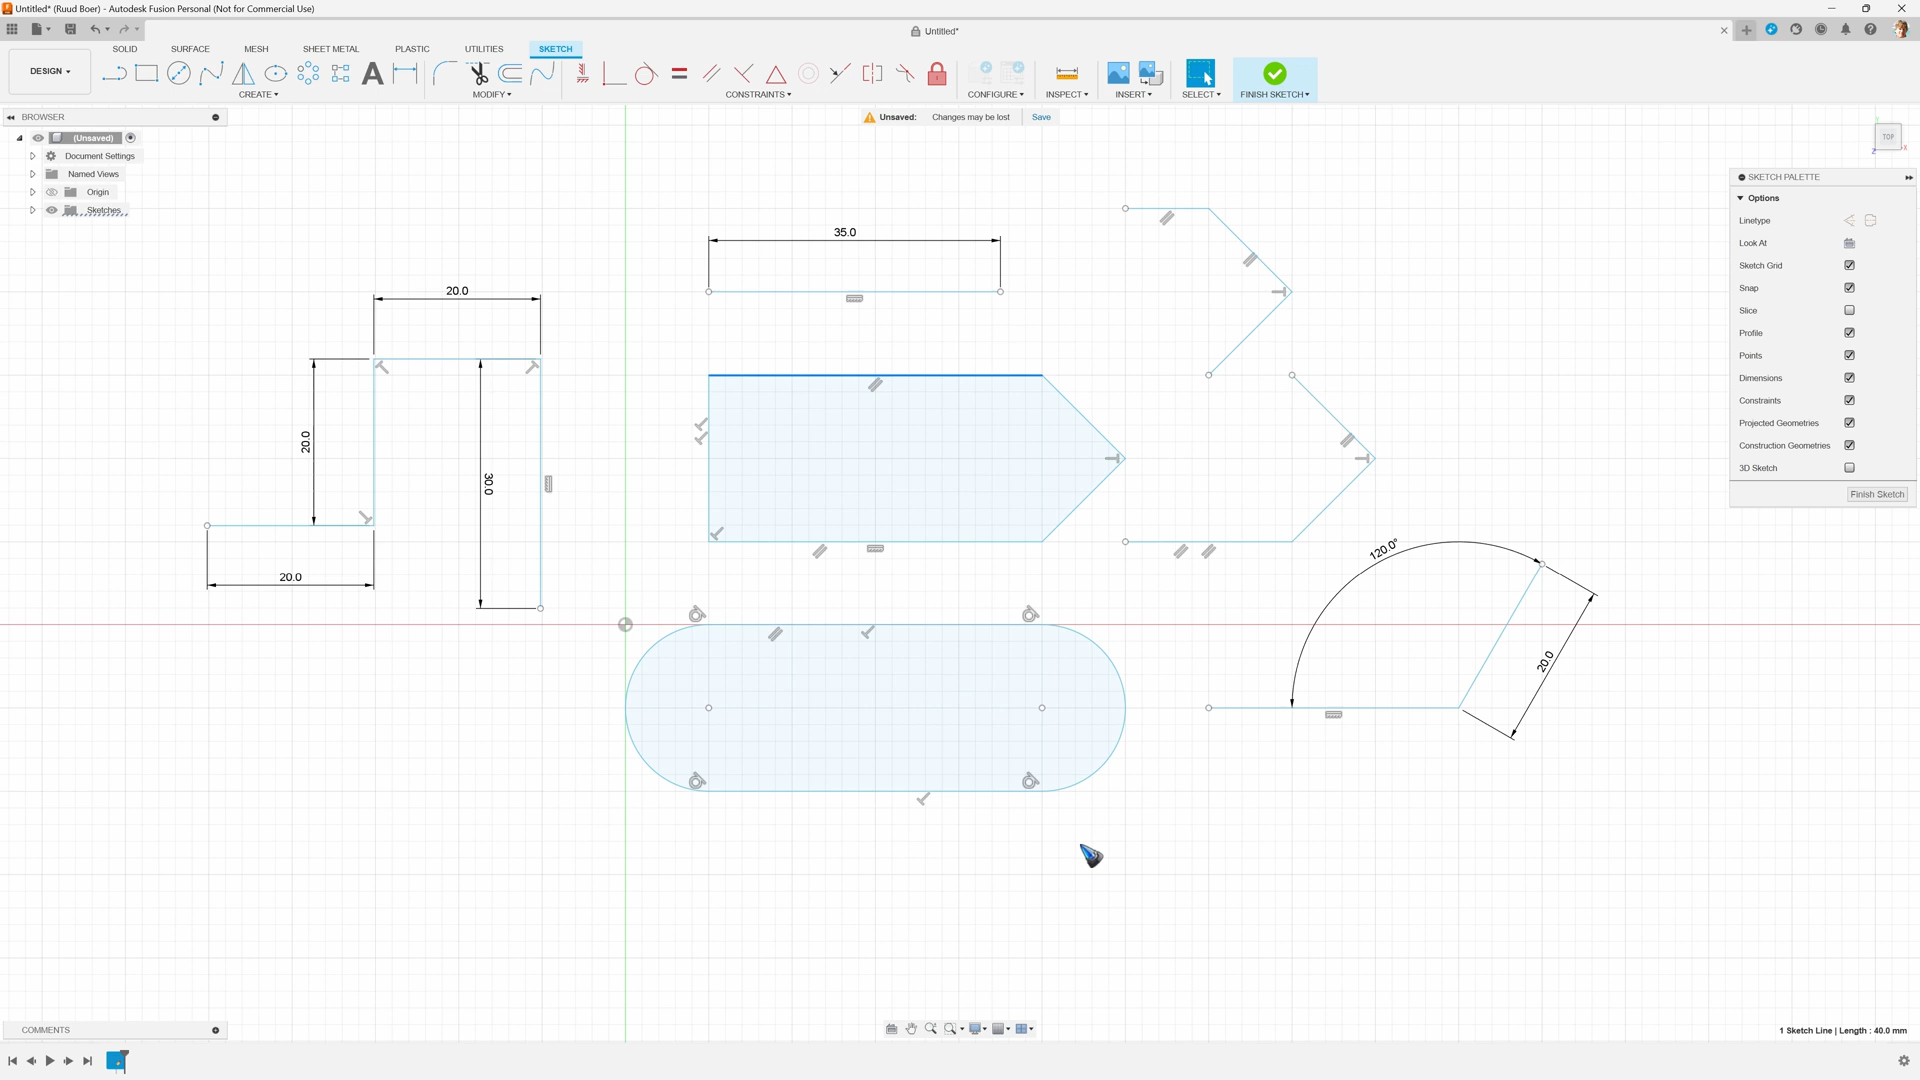 Untitled* (Ruud Boer) - Autodesk Fusion Personal (Not for Commercial Use)
Untitled*
SOLID SURFACE MESH SHEET METAL PLASTIC UTILITIES SKETCH
DESIGN
CREATE MODIFY CONSTRAINTS CONFIGURE INSPECT INSERT SELECT FINISH SKETCH
BROWSER
Unsaved: Changes may be lost Save
(Unsaved)
Document Settings
Named Views
Origin
Sketches
TOP
X
Z
SKETCH PALETTE
Options
Linetype
Look At
Sketch Grid
Snap
Slice
Profile
Points
Dimensions
Constraints
Projected Geometries
Construction Geometries
3D Sketch
Finish Sketch
35.0
20.0
20.0
30.0
20.0
120.0°
20.0
COMMENTS
1 Sketch Line | Length : 40.0 mm